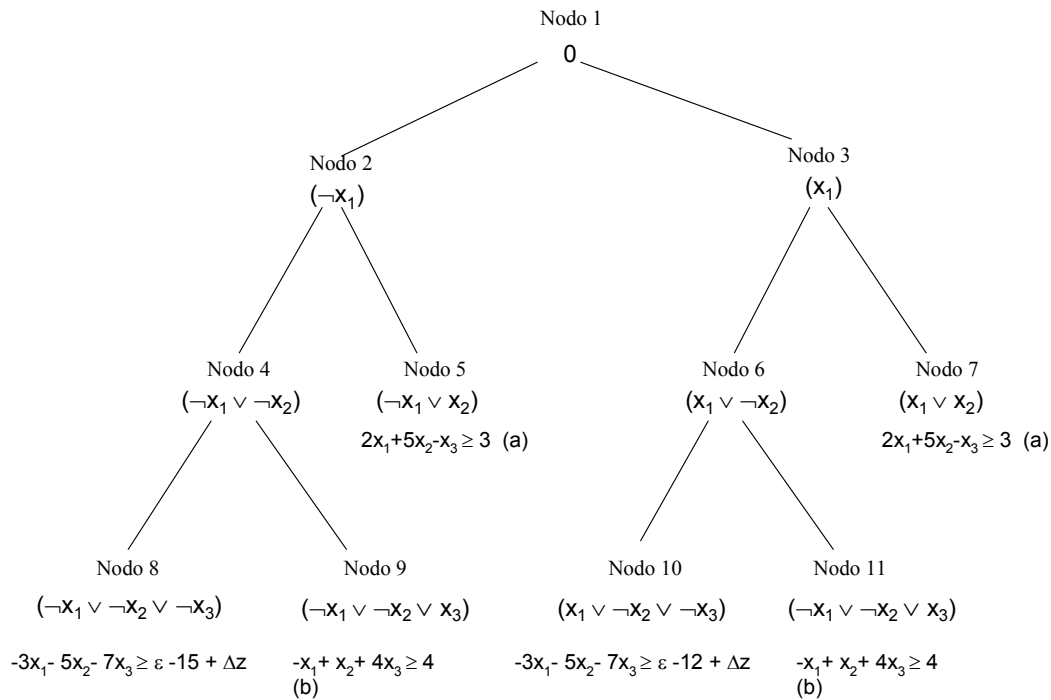 Nodo 1
0
Nodo 2
(¬x₁)
Nodo 3
(x₁)
Nodo 4
(¬x₁ ∨ ¬x₂)
Nodo 5
(¬x₁ ∨ x₂)
2x₁+5x₂-x₃ ≥ 3 (a)
Nodo 6
(x₁ ∨ ¬x₂)
Nodo 7
(x₁ ∨ x₂)
2x₁+5x₂-x₃ ≥ 3 (a)
Nodo 8
(¬x₁ ∨ ¬x₂ ∨ ¬x₃)
-3x₁- 5x₂- 7x₃ ≥ ε -15 + Δz
Nodo 9
(¬x₁ ∨ ¬x₂ ∨ x₃)
-x₁+ x₂+ 4x₃ ≥ 4
(b)
Nodo 10
(x₁ ∨ ¬x₂ ∨ ¬x₃)
-3x₁- 5x₂- 7x₃ ≥ ε -12 + Δz
Nodo 11
(¬x₁ ∨ ¬x₂ ∨ x₃)
-x₁+ x₂+ 4x₃ ≥ 4
(b)